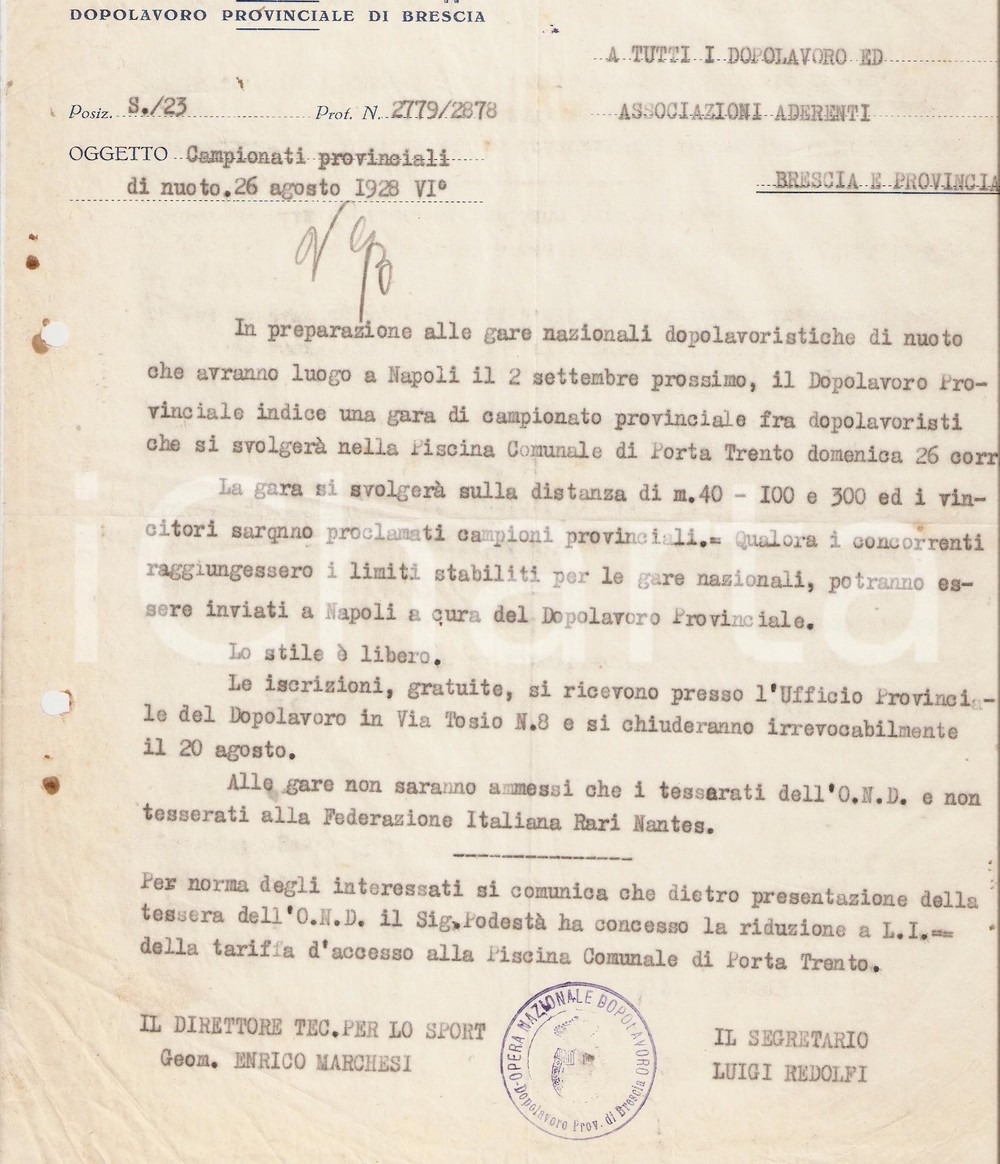 DOPOLAVORO PROVINCIALE DI BRESCIA
A TUTTI I DOPOLAVORO ED
ASSOCIAZIONI ADERENTI
BRESCIA E PROVINCIA
Posiz. S./23 Prot. N. 2779/2878
OGGETTO Campionati provinciali
di nuoto.26 agosto I928 VI°
In preparazione alle gare nazionali dopolavoristiche di nuoto
che avranno luogo a Napoli il 2 settembre prossimo, il Dopolavoro Pro-
vinciale indice una gara di campionato provinciale fra dopolavoristi
che si svolgerà nella Piscina Comunale di Porta Trento domenica 26 corr
La gara si svolgerà sulla distanza di m.40 - I00 e 300 ed i vin-
citori sarqnno proclamati campioni provinciali.= Qualora i concorrenti
raggiungessero i limiti stabiliti per le gare nazionali, potranno es-
sere inviati a Napoli a cura del Dopolavoro Provinciale.
Lo stile è libero.
Le iscrizioni, gratuite, si ricevono presso l'Ufficio Provincia-
le del Dopolavoro in Via Tosio N.8 e si chiuderanno irrevocabilmente
il 20 agosto.
Alle gare non saranno ammessi che i tessarati dell'O.N.D. e non
tesserati alla Federazione Italiana Rari Nantes.
Per norma degli interessati si comunica che dietro presentazione della
tessera dell'O.N.D. il Sig.Podestà ha concesso la riduzione a L.I.==
della tariffa d'accesso alla Piscina Comunale di Porta Trento.
IL DIRETTORE TEC.PER LO SPORT
Geom. ENRICO MARCHESI
IL SEGRETARIO
LUIGI REDOLFI
OPERA NAZIONALE DOPOLAVORO
Dopolavoro Prov. di Brescia
iCharta